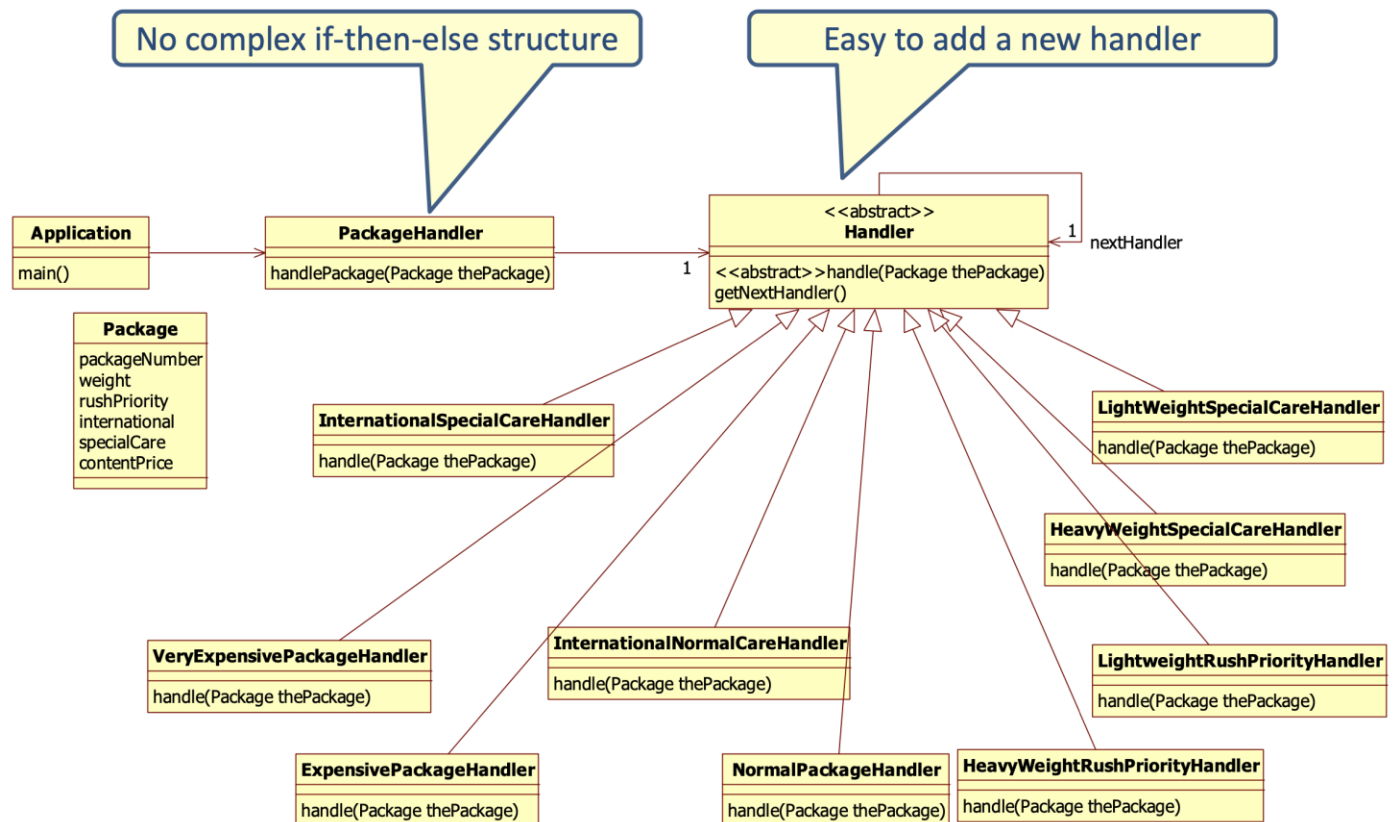 No complex if-then-else structure
Easy to add a new handler
<<abstract>>
Handler
1
nextHandler
<<abstract>>handle(Package thePackage)
getNextHandler()
Application
main()
PackageHandler
handlePackage(Package thePackage)
1
Package
packageNumber
weight
rushPriority
international
specialCare
contentPrice
InternationalSpecialCareHandler
handle(Package thePackage)
LightWeightSpecialCareHandler
handle(Package thePackage)
HeavyWeightSpecialCareHandler
handle(Package thePackage)
VeryExpensivePackageHandler
handle(Package thePackage)
InternationalNormalCareHandler
handle(Package thePackage)
LightweightRushPriorityHandler
handle(Package thePackage)
ExpensivePackageHandler
handle(Package thePackage)
NormalPackageHandler
handle(Package thePackage)
HeavyWeightRushPriorityHandler
handle(Package thePackage)